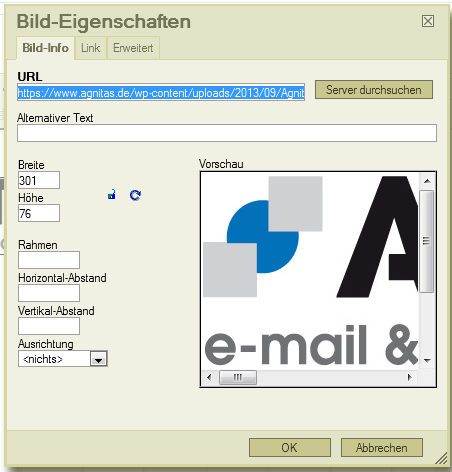 Bild-Eigenschaften
Bild-Info Link Erweitert
URL
https://www.agnitas.de/wp-content/uploads/2013/09/Agnit
Server durchsuchen
Alternativer Text
Breite
301
Höhe
76
Rahmen
Horizontal-Abstand
Vertikal-Abstand
Ausrichtung
<nichts>
Vorschau
A
e-mail &
OK Abbrechen